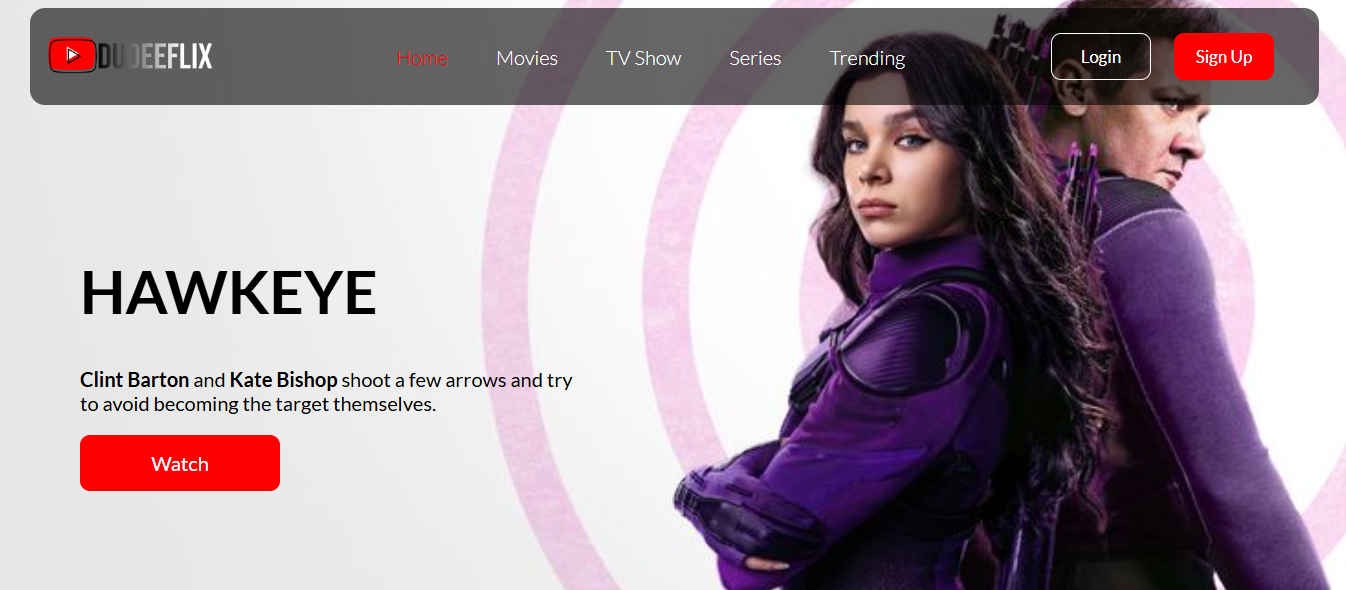 DUDEEFLIX
Home
Movies
TV Show
Series
Trending
Login
Sign Up
HAWKEYE
Clint Barton and Kate Bishop shoot a few arrows and try
to avoid becoming the target themselves.
Watch